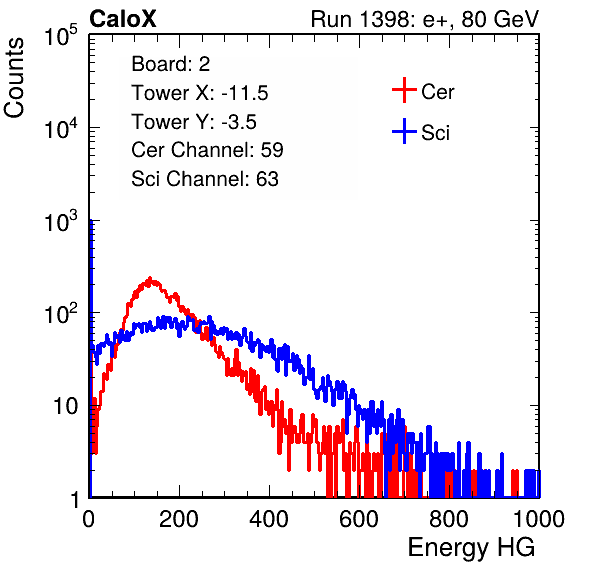 CaloX Run 1398: e+, 80 GeV
Counts
Board: 2
Tower X: -11.5
Tower Y: -3.5
Cer Channel: 59
Sci Channel: 63
Cer
Sci
10^5
10^4
10^3
10^2
10
1
0 200 400 600 800 1000
Energy HG